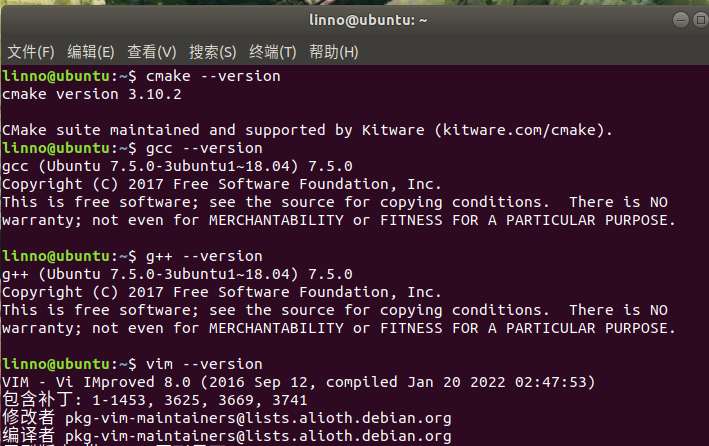 linno@ubuntu: ~
文件(F) 编辑(E) 查看(V) 搜索(S) 终端(T) 帮助(H)
linno@ubuntu:~$ cmake --version
cmake version 3.10.2
CMake suite maintained and supported by Kitware (kitware.com/cmake).
linno@ubuntu:~$ gcc --version
gcc (Ubuntu 7.5.0-3ubuntu1~18.04) 7.5.0
Copyright (C) 2017 Free Software Foundation, Inc.
This is free software; see the source for copying conditions.  There is NO
warranty; not even for MERCHANTABILITY or FITNESS FOR A PARTICULAR PURPOSE.
linno@ubuntu:~$ g++ --version
g++ (Ubuntu 7.5.0-3ubuntu1~18.04) 7.5.0
Copyright (C) 2017 Free Software Foundation, Inc.
This is free software; see the source for copying conditions.  There is NO
warranty; not even for MERCHANTABILITY or FITNESS FOR A PARTICULAR PURPOSE.
linno@ubuntu:~$ vim --version
VIM - Vi IMproved 8.0 (2016 Sep 12, compiled Jan 20 2022 02:47:53)
包含补丁: 1-1453, 3625, 3669, 3741
修改者 pkg-vim-maintainers@lists.alioth.debian.org
编译者 pkg-vim-maintainers@lists.alioth.debian.org